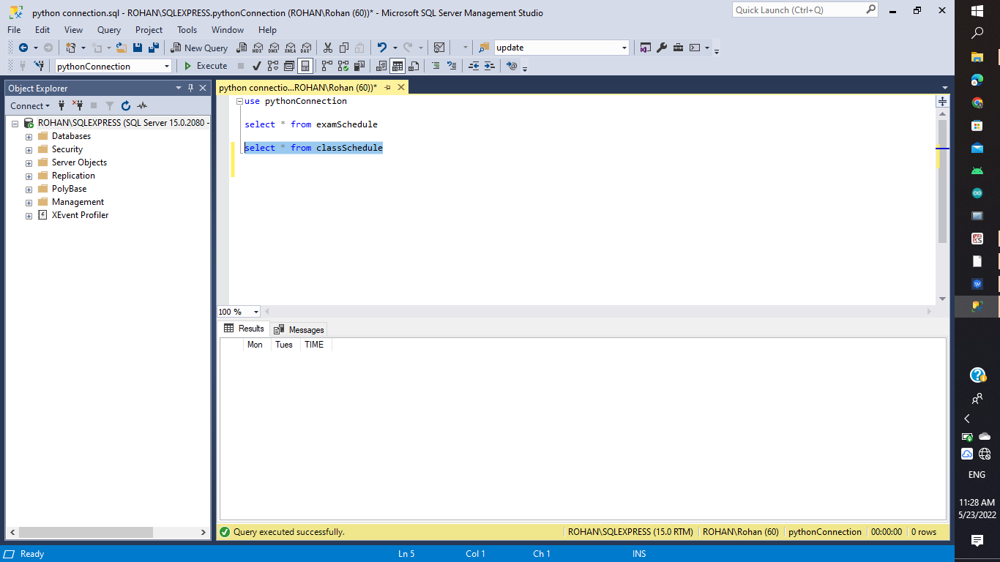 python connection.sql - ROHAN\SQLEXPRESS.pythonConnection (ROHAN\Rohan (60))* - Microsoft SQL Server Management Studio
Quick Launch (Ctrl+Q)
File Edit View Query Project Tools Window Help
New Query MDX DMX XMLA DAX update
pythonConnection Execute
Object Explorer
Connect
ROHAN\SQLEXPRESS (SQL Server 15.0.2080 -
Databases
Security
Server Objects
Replication
PolyBase
Management
XEvent Profiler
python connectio...ROHAN\Rohan (60))*
use pythonConnection
select * from examSchedule
select * from classSchedule
100 %
Results Messages
Mon Tues TIME
Query executed successfully. ROHAN\SQLEXPRESS (15.0 RTM) ROHAN\Rohan (60) pythonConnection 00:00:00 0 rows
Ready Ln 5 Col 1 Ch 1 INS
ENG
11:28 AM
5/23/2022